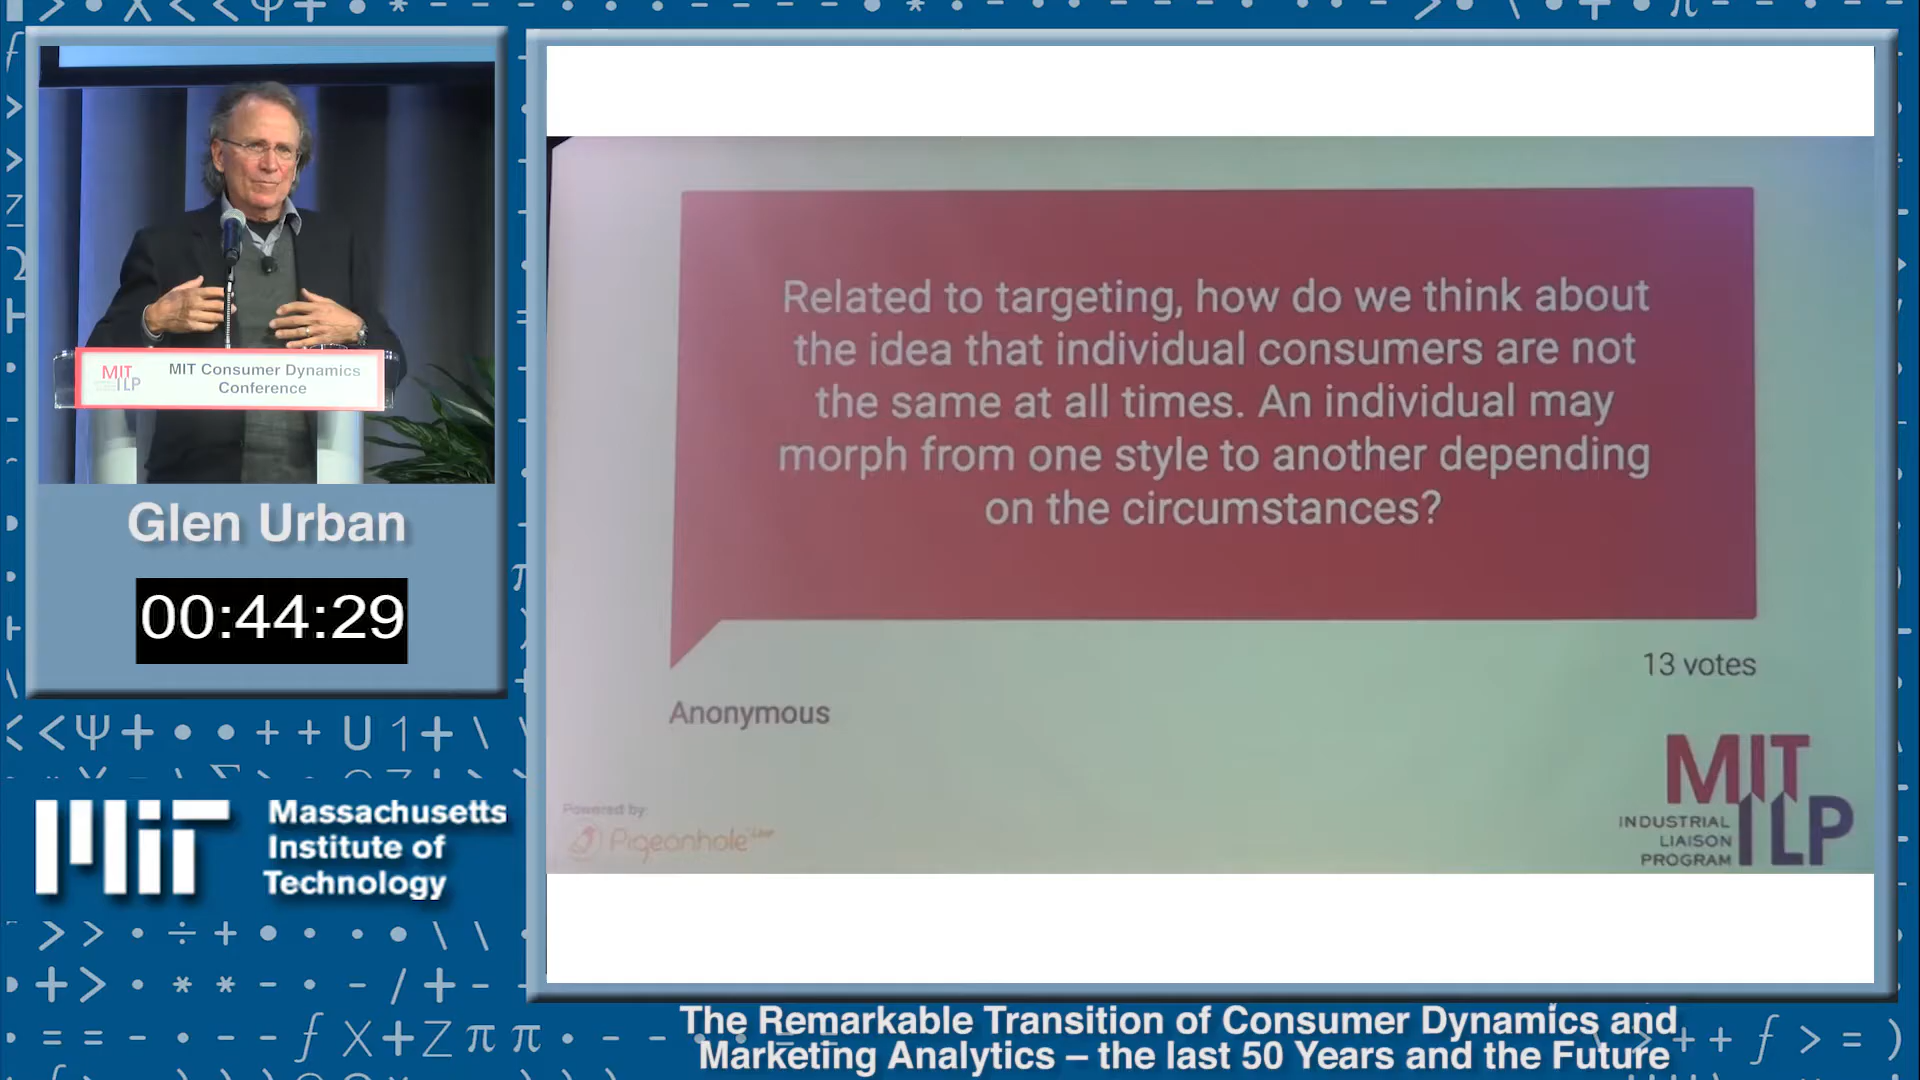 MIT
ILP
MIT Consumer Dynamics
Conference
Glen Urban
00:44:29
Massachusetts
Institute of
Technology
Related to targeting, how do we think about
the idea that individual consumers are not
the same at all times. An individual may
morph from one style to another depending
on the circumstances?
13 votes
Anonymous
Powered by:
Pigeonhole Live
MIT
ILP
INDUSTRIAL
LIAISON
PROGRAM
The Remarkable Transition of Consumer Dynamics and
Marketing Analytics – the last 50 Years and the Future